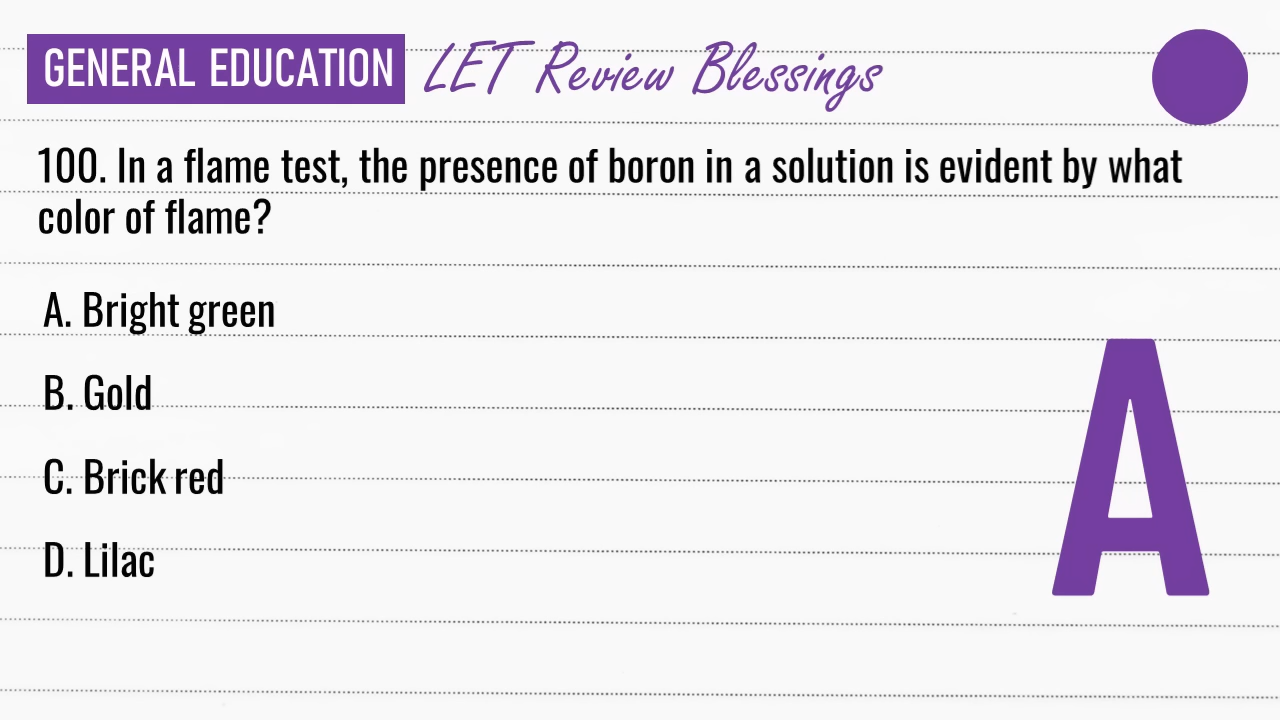 GENERAL EDUCATION LET Review Blessings
100. In a flame test, the presence of boron in a solution is evident by what
color of flame?
A. Bright green
B. Gold
C. Brick red
D. Lilac
A